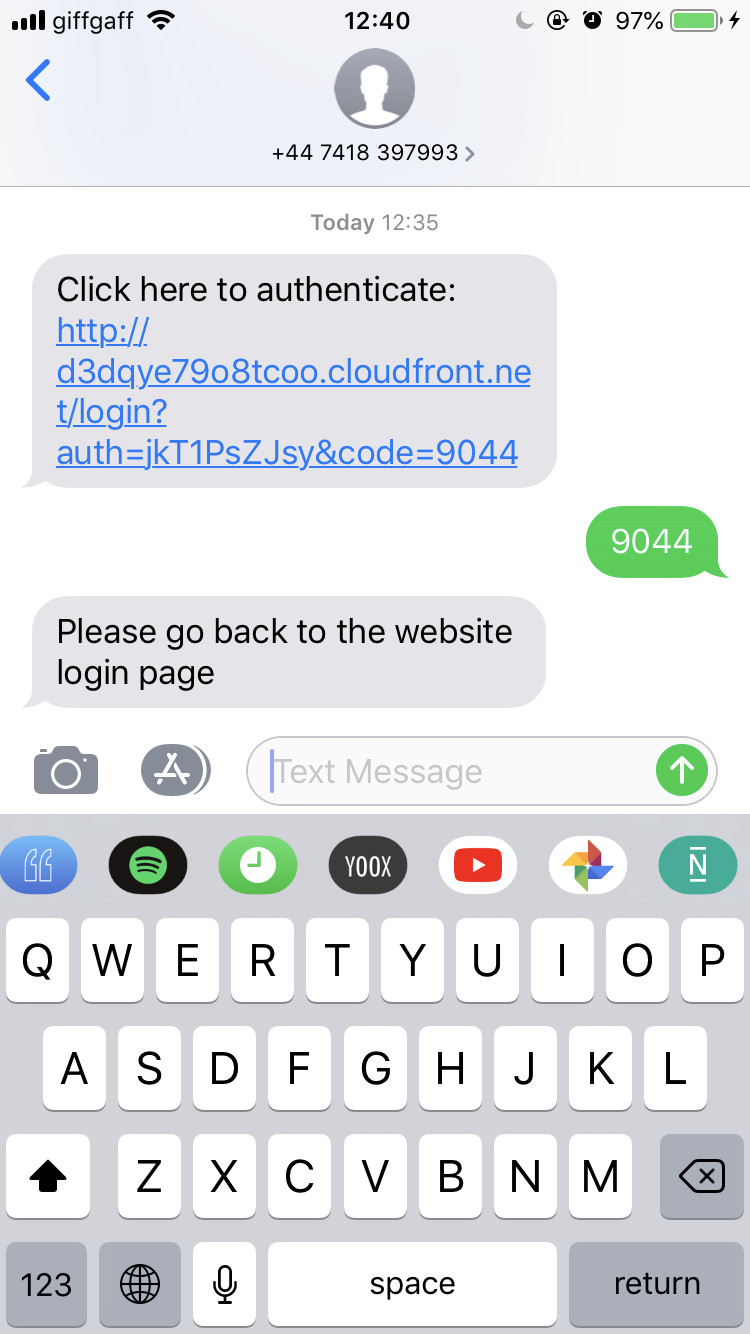 giffgaff 12:40 97%
+44 7418 397993
Today 12:35
Click here to authenticate:
http://
d3dqye79o8tcoo.cloudfront.ne
t/login?
auth=jkT1PsZJsy&code=9044
9044
Please go back to the website
login page
Text Message
YOOX N
Q W E R T Y U I O P
A S D F G H J K L
Z X C V B N M
123 space return